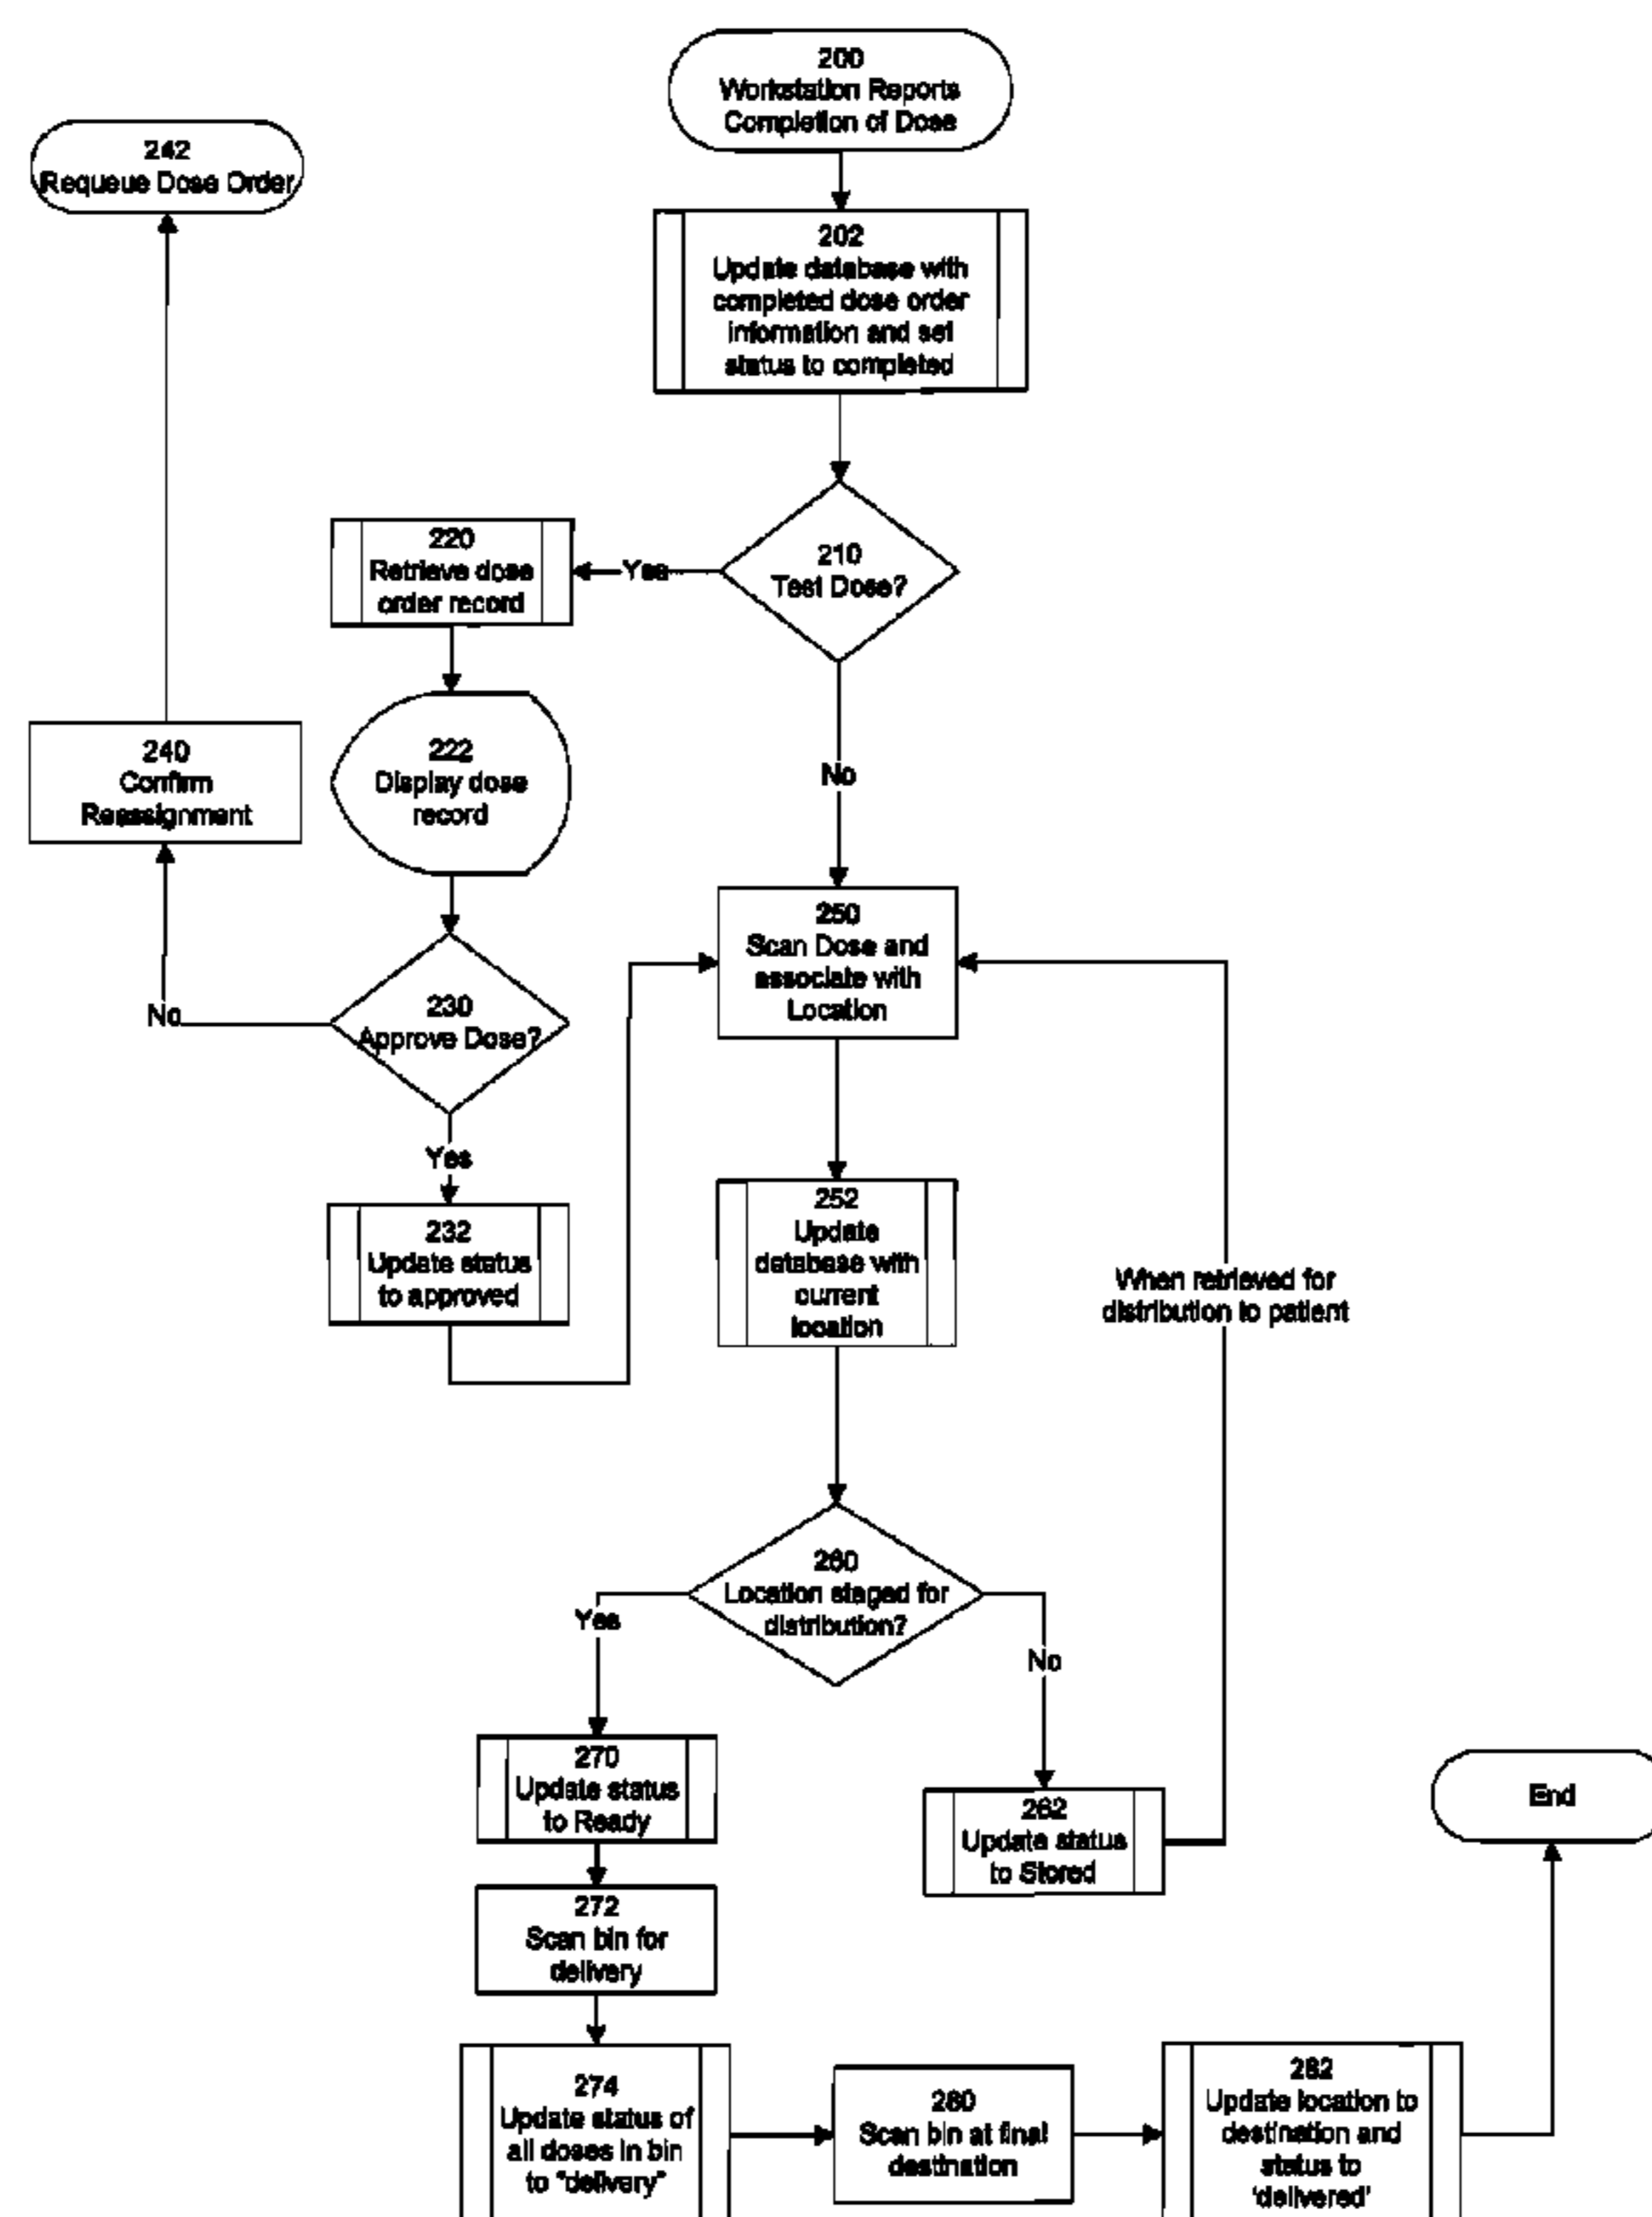 200
Workstation Reports
Completion of Dose
242
Requeue Dose Order
202
Update database with
completed dose order
information and set
status to completed
220
Retrieve dose
order record
Yes
210
Test Dose?
240
Confirm
Reassignment
222
Display dose
record
No
250
Scan Dose and
associate with
Location
No
230
Approve Dose?
Yes
232
Update status
to approved
252
Update
database with
current
location
When retrieved for
distribution to patient
260
Location staged for
distribution?
Yes
No
270
Update status
to Ready
262
Update status
to Stored
End
272
Scan bin for
delivery
274
Update status of
all doses in bin
to "delivery"
280
Scan bin at final
destination
282
Update location to
destination and
status to
'delivered'